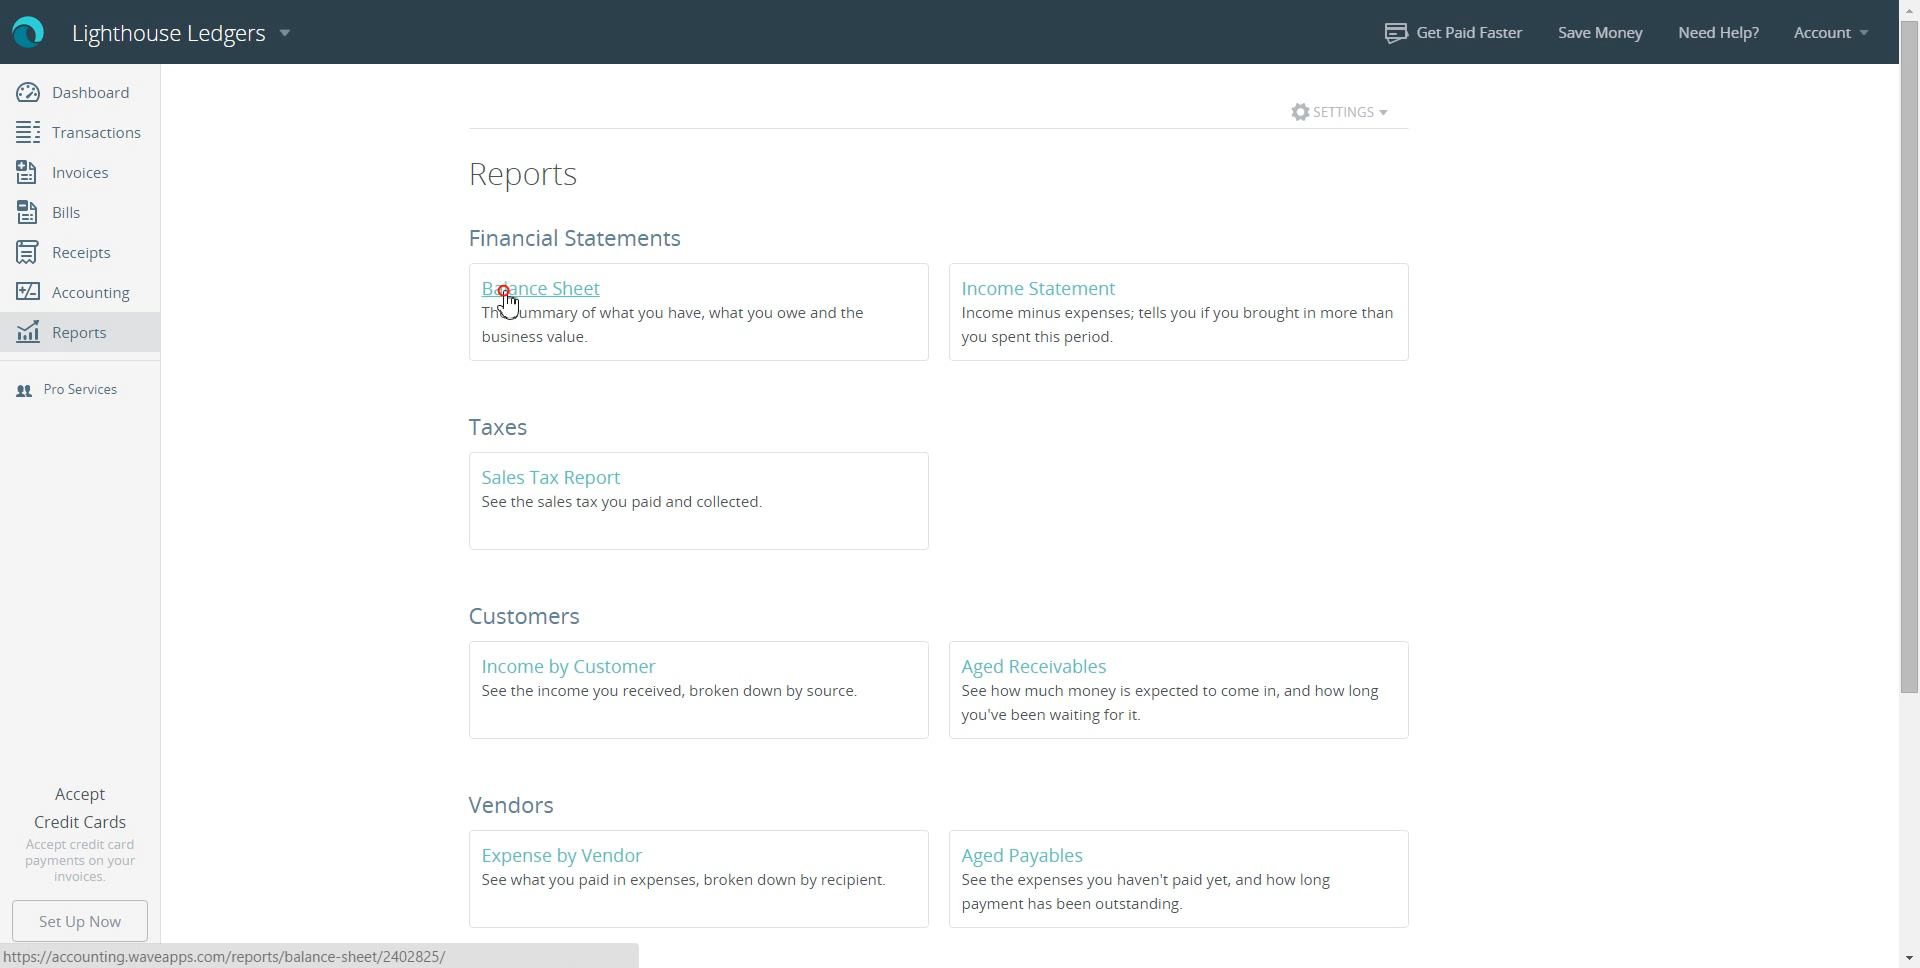 Lighthouse Ledgers
Get Paid Faster
Save Money
Need Help?
Account
Dashboard
Transactions
Invoices
Bills
Receipts
Accounting
Reports
Pro Services
Accept
Credit Cards
Accept credit card
payments on your
invoices.
Set Up Now
SETTINGS
Reports
Financial Statements
Balance Sheet
summary of what you have, what you owe and the
business value.
Income Statement
Income minus expenses; tells you if you brought in more than
you spent this period.
Taxes
Sales Tax Report
See the sales tax you paid and collected.
Customers
Income by Customer
See the income you received, broken down by source.
Aged Receivables
See how much money is expected to come in, and how long
you've been waiting for it.
Vendors
Expense by Vendor
See what you paid in expenses, broken down by recipient.
Aged Payables
See the expenses you haven't paid yet, and how long
payment has been outstanding.
https://accounting.waveapps.com/reports/balance-sheet/2402825/